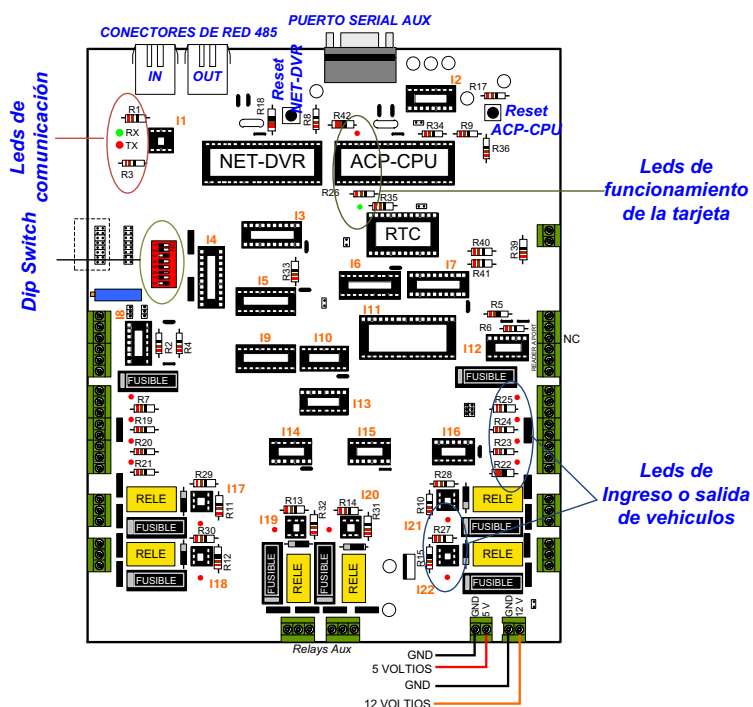 PUERTO SERIAL AUX
CONECTORES DE RED 485
IN
OUT
Reset
NET-DVR
I2
R17
Reset
ACP-CPU
R1
I1
RX
TX
R3
R18
R8
R42
R34
R9
R36
Leds de
comunicación
NET-DVR
ACP-CPU
R26
R35
Leds de
funcionamiento
de la tarjeta
RTC
Dip Switch
I3
I4
R33
I5
I6
I7
R40
R41
R39
I8
R2
R4
I9
I10
I11
R5
R6
I12
READER A PORT
NC
FUSIBLE
FUSIBLE
I13
R7
R19
R20
R21
R25
R24
R23
R22
I14
I15
I16
Leds de
Ingreso o salida
de vehiculos
R29
I17
RELE
R11
FUSIBLE
R30
RELE
R12
I18
FUSIBLE
R13
I19
R32
R14
I20
R31
FUSIBLE
RELE
FUSIBLE
RELE
R28
R10
RELE
I21
FUSIBLE
R27
R15
RELE
I22
FUSIBLE
GND
5 V
GND
12 V
Relays Aux
GND
5 VOLTIOS
GND
12 VOLTIOS